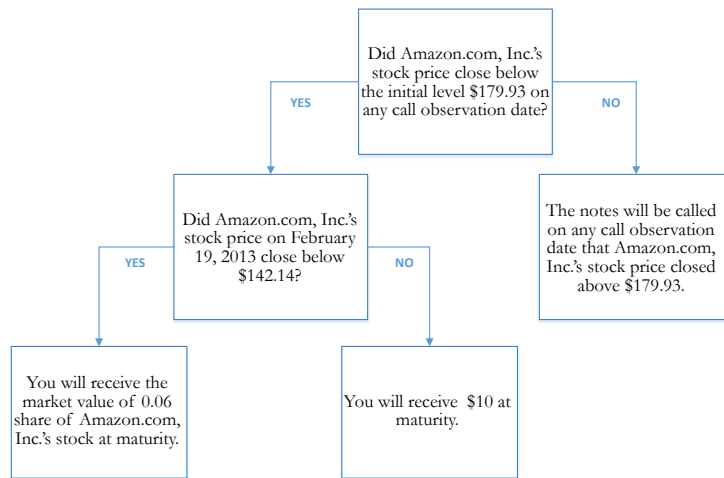 Did Amazon.com, Inc.'s
stock price close below
the initial level $179.93 on
any call observation date?
YES
NO
Did Amazon.com, Inc.'s
stock price on February
19, 2013 close below
$142.14?
The notes will be called
on any call observation
date that Amazon.com,
Inc.'s stock price closed
above $179.93.
YES
NO
You will receive the
market value of 0.06
share of Amazon.com,
Inc.'s stock at maturity.
You will receive $10 at
maturity.